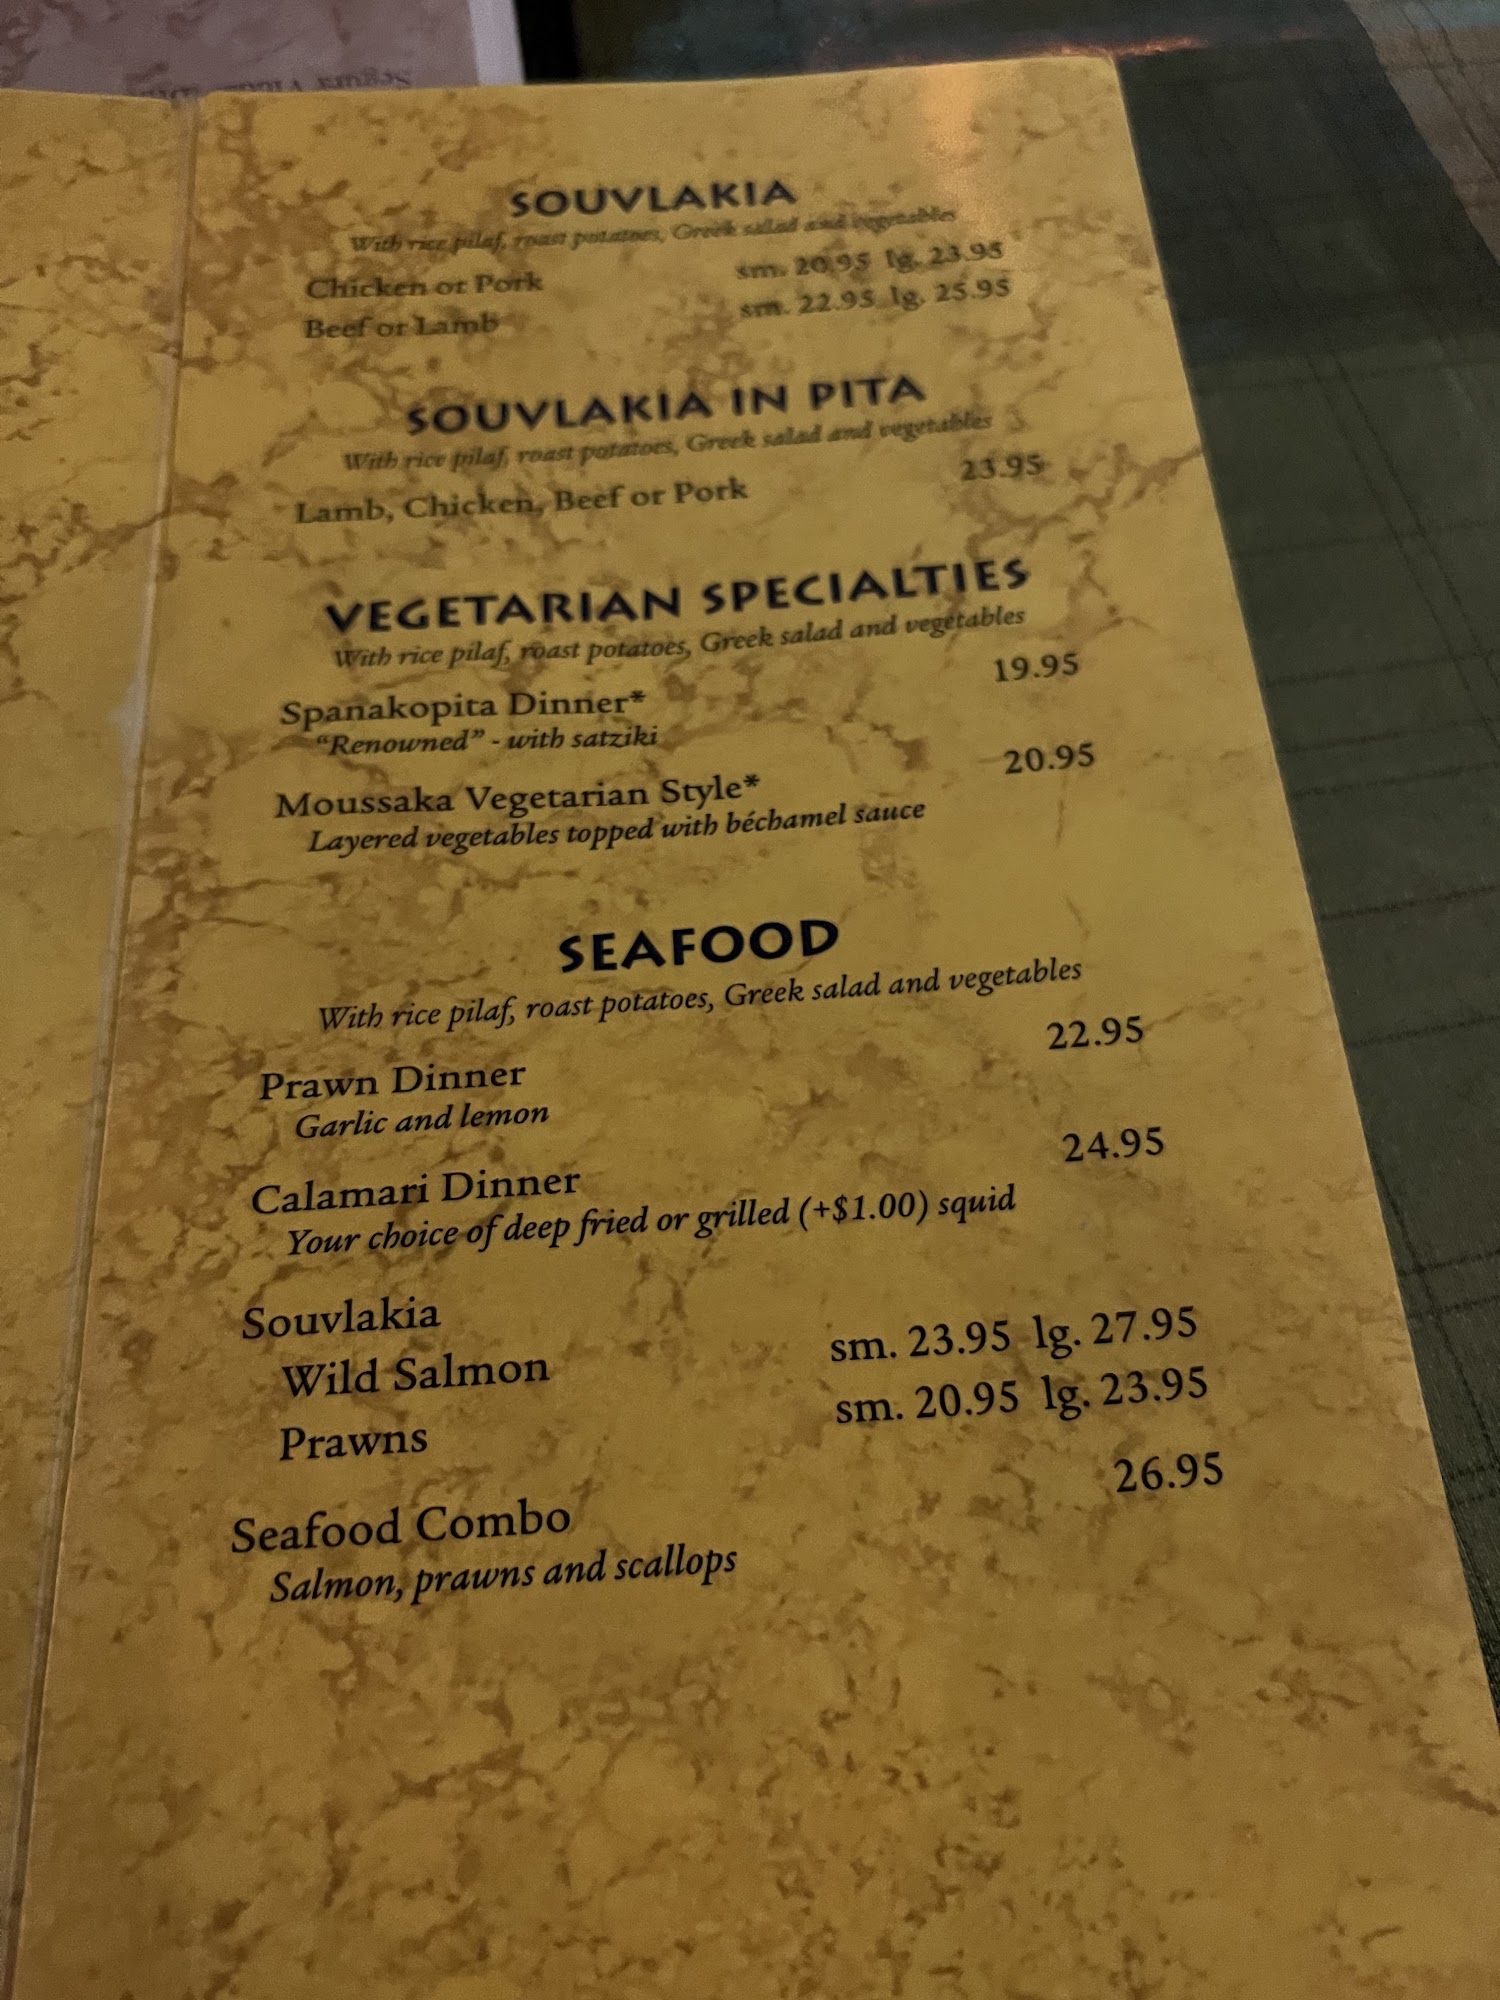 SOUVLAKIA
With rice pilaf, roast potatoes, Greek salad and vegetables
Chicken or Pork sm. 20.95 lg. 23.95
Beef or Lamb sm. 22.95 lg. 25.95
SOUVLAKIA IN PITA
With rice pilaf, roast potatoes, Greek salad and vegetables
Lamb, Chicken, Beef or Pork 23.95
VEGETARIAN SPECIALTIES
With rice pilaf, roast potatoes, Greek salad and vegetables
Spanakopita Dinner* 19.95
"Renowned" - with satziki
Moussaka Vegetarian Style* 20.95
Layered vegetables topped with béchamel sauce
SEAFOOD
With rice pilaf, roast potatoes, Greek salad and vegetables
Prawn Dinner 22.95
Garlic and lemon
Calamari Dinner 24.95
Your choice of deep fried or grilled (+$1.00) squid
Souvlakia
Wild Salmon sm. 23.95 lg. 27.95
Prawns sm. 20.95 lg. 23.95
Seafood Combo 26.95
Salmon, prawns and scallops